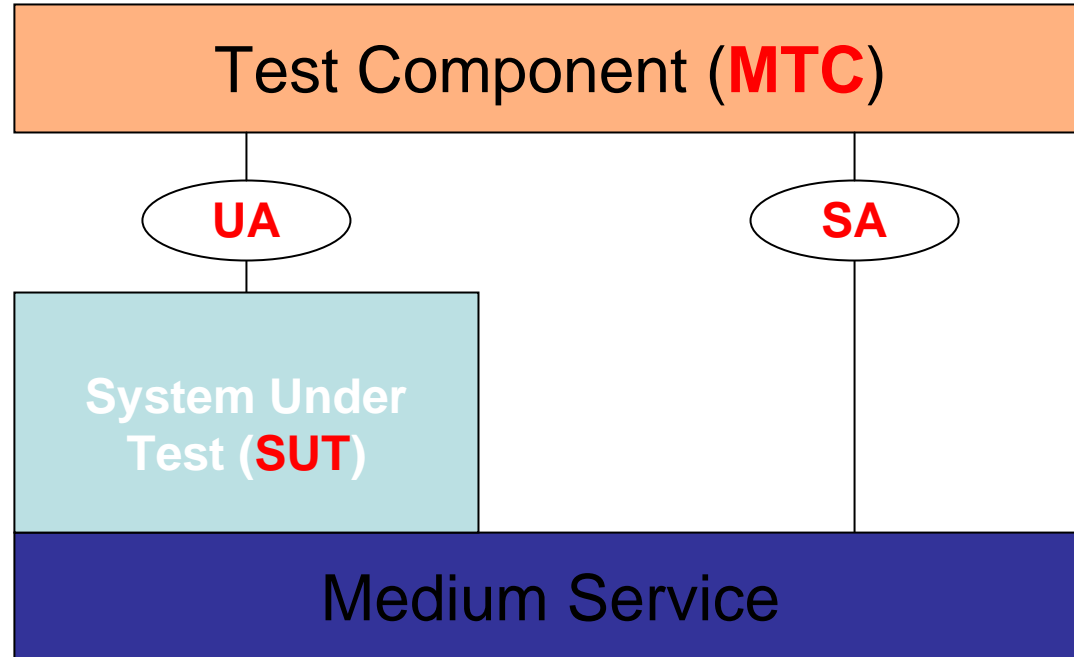 Test Component (MTC)
UA
SA
System Under
Test (SUT)
Medium Service